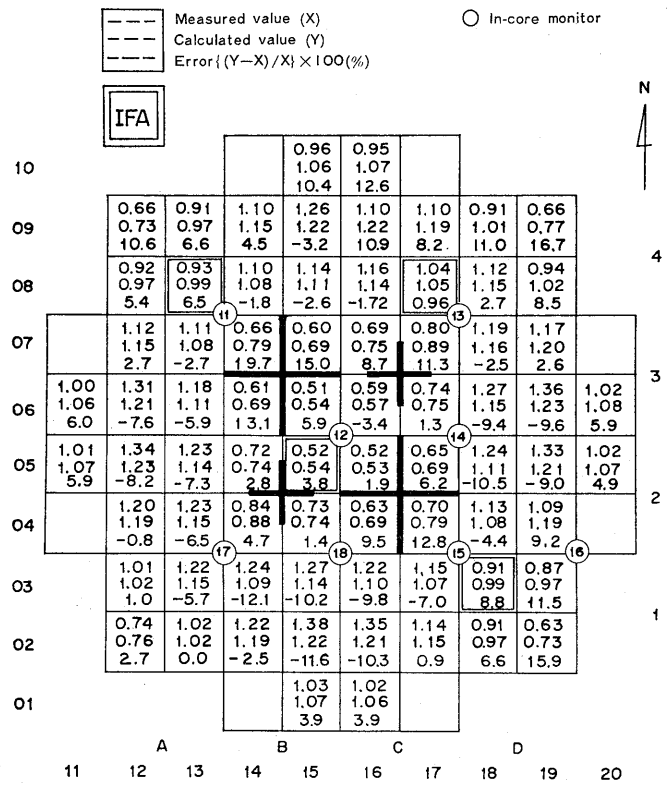 Measured value (X)
Calculated value (Y)
Error{(Y-X)/X}×100(%)
In-core monitor
IFA
N
10
0.96 0.95
1.06 1.07
10.4 12.6
09
0.66 0.91 1.10 1.26 1.10 1.10 0.91 0.66
0.73 0.97 1.15 1.22 1.22 1.19 1.01 0.77
10.6 6.6 4.5 -3.2 10.9 8.2 11.0 16.7
4
08
0.92 0.93 1.10 1.14 1.16 1.04 1.12 0.94
0.97 0.99 1.08 1.11 1.14 1.05 1.15 1.02
5.4 6.5 -1.8 -2.6 -1.72 0.96 2.7 8.5
11 13
07
1.12 1.11 0.66 0.60 0.69 0.80 1.19 1.17
1.15 1.08 0.79 0.69 0.75 0.89 1.16 1.20
2.7 -2.7 19.7 15.0 8.7 11.3 -2.5 2.6
3
06
1.00 1.31 1.18 0.61 0.51 0.59 0.74 1.27 1.36 1.02
1.06 1.21 1.11 0.69 0.54 0.57 0.75 1.15 1.23 1.08
6.0 -7.6 -5.9 13.1 5.9 -3.4 1.3 -9.4 -9.6 5.9
12 14
05
1.01 1.34 1.23 0.72 0.52 0.52 0.65 1.24 1.33 1.02
1.07 1.23 1.14 0.74 0.54 0.53 0.69 1.11 1.21 1.07
5.9 -8.2 -7.3 2.8 3.8 1.9 6.2 -10.5 -9.0 4.9
2
04
1.20 1.23 0.84 0.73 0.63 0.70 1.13 1.09
1.19 1.15 0.88 0.74 0.69 0.79 1.08 1.19
-0.8 -6.5 4.7 1.4 9.5 12.8 -4.4 9.2
17 18 15 16
03
1.01 1.22 1.24 1.27 1.22 1.15 0.91 0.87
1.02 1.15 1.09 1.14 1.10 1.07 0.99 0.97
1.0 -5.7 -12.1 -10.2 -9.8 -7.0 8.8 11.5
1
02
0.74 1.02 1.22 1.38 1.35 1.14 0.91 0.63
0.76 1.02 1.19 1.22 1.21 1.15 0.97 0.73
2.7 0.0 -2.5 -11.6 -10.3 0.9 6.6 15.9
01
1.03 1.02
1.07 1.06
3.9 3.9
A B C D
11 12 13 14 15 16 17 18 19 20